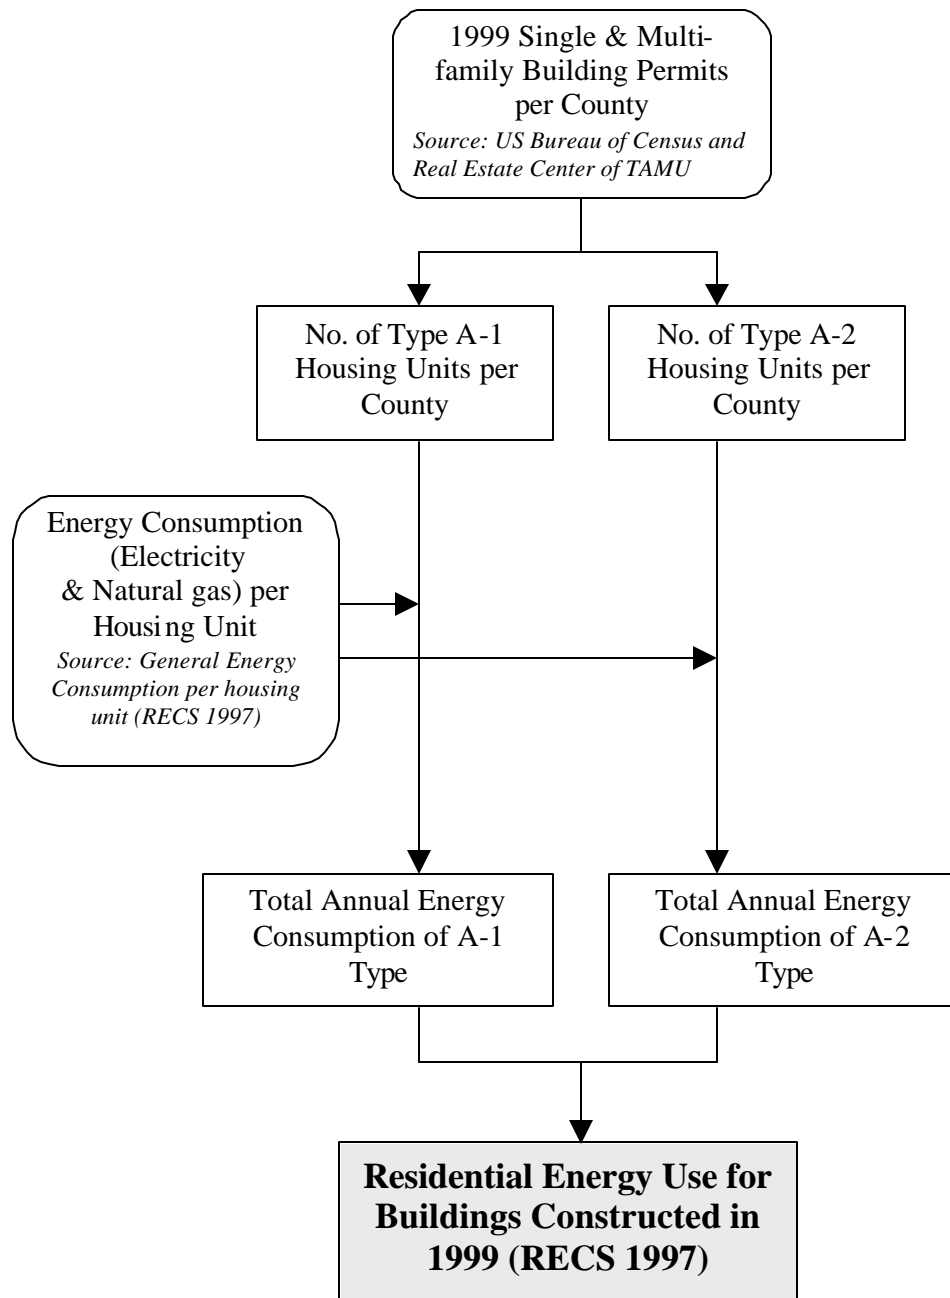 1999 Single & Multi-
family Building Permits
per County
Source: US Bureau of Census and
Real Estate Center of TAMU
No. of Type A-1
Housing Units per
County
No. of Type A-2
Housing Units per
County
Energy Consumption
(Electricity
& Natural gas) per
Housing Unit
Source: General Energy
Consumption per housing
unit (RECS 1997)
Total Annual Energy
Consumption of A-1
Type
Total Annual Energy
Consumption of A-2
Type
Residential Energy Use for
Buildings Constructed in
1999 (RECS 1997)